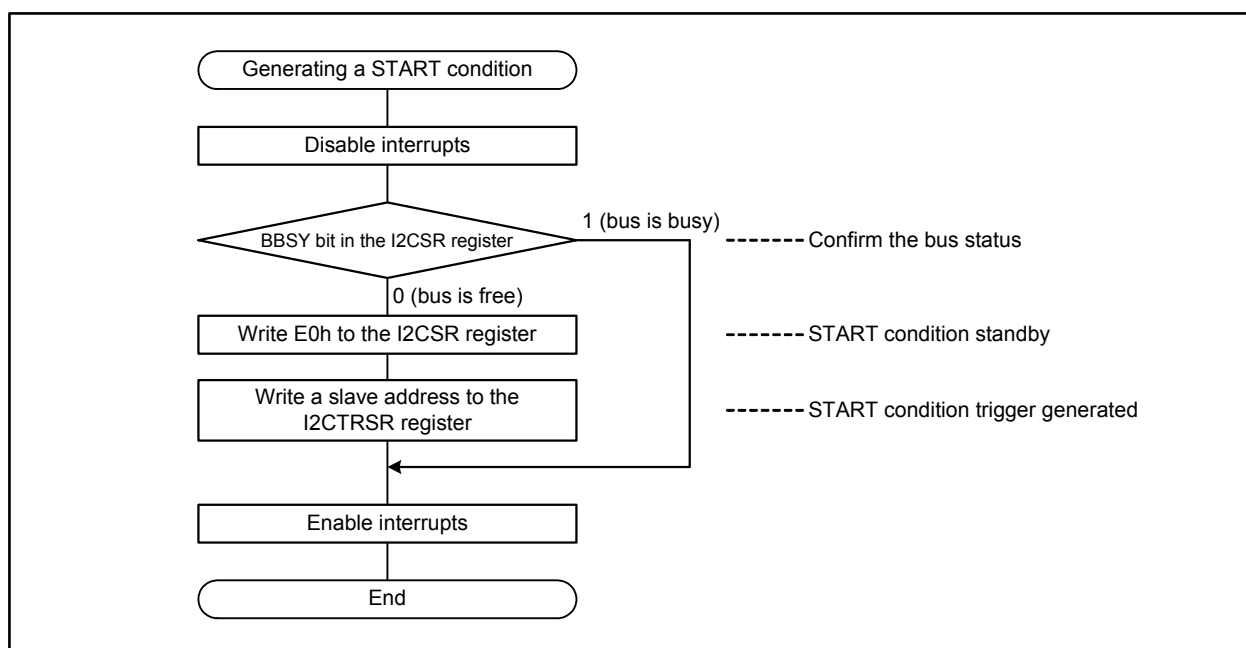 Generating a START condition
Disable interrupts
1 (bus is busy)
BBSY bit in the I2CSR register
Confirm the bus status
0 (bus is free)
Write E0h to the I2CSR register
START condition standby
Write a slave address to the
I2CTRSR register
START condition trigger generated
Enable interrupts
End